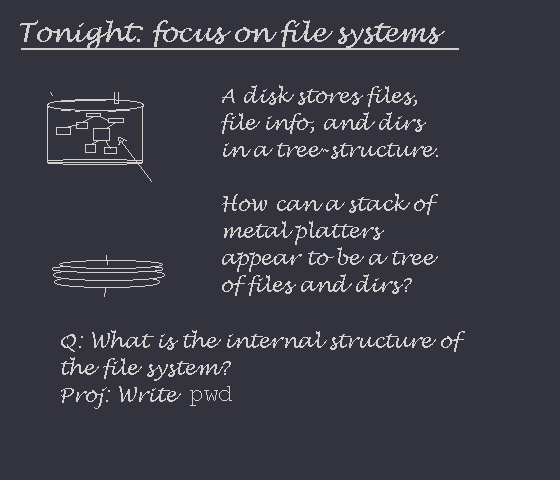 Tonight: focus on file systems
A disk stores files,
file info, and dirs
in a tree-structure.
How can a stack of
metal platters
appear to be a tree
of files and dirs?
Q: What is the internal structure of
the file system?
Proj: Write pwd